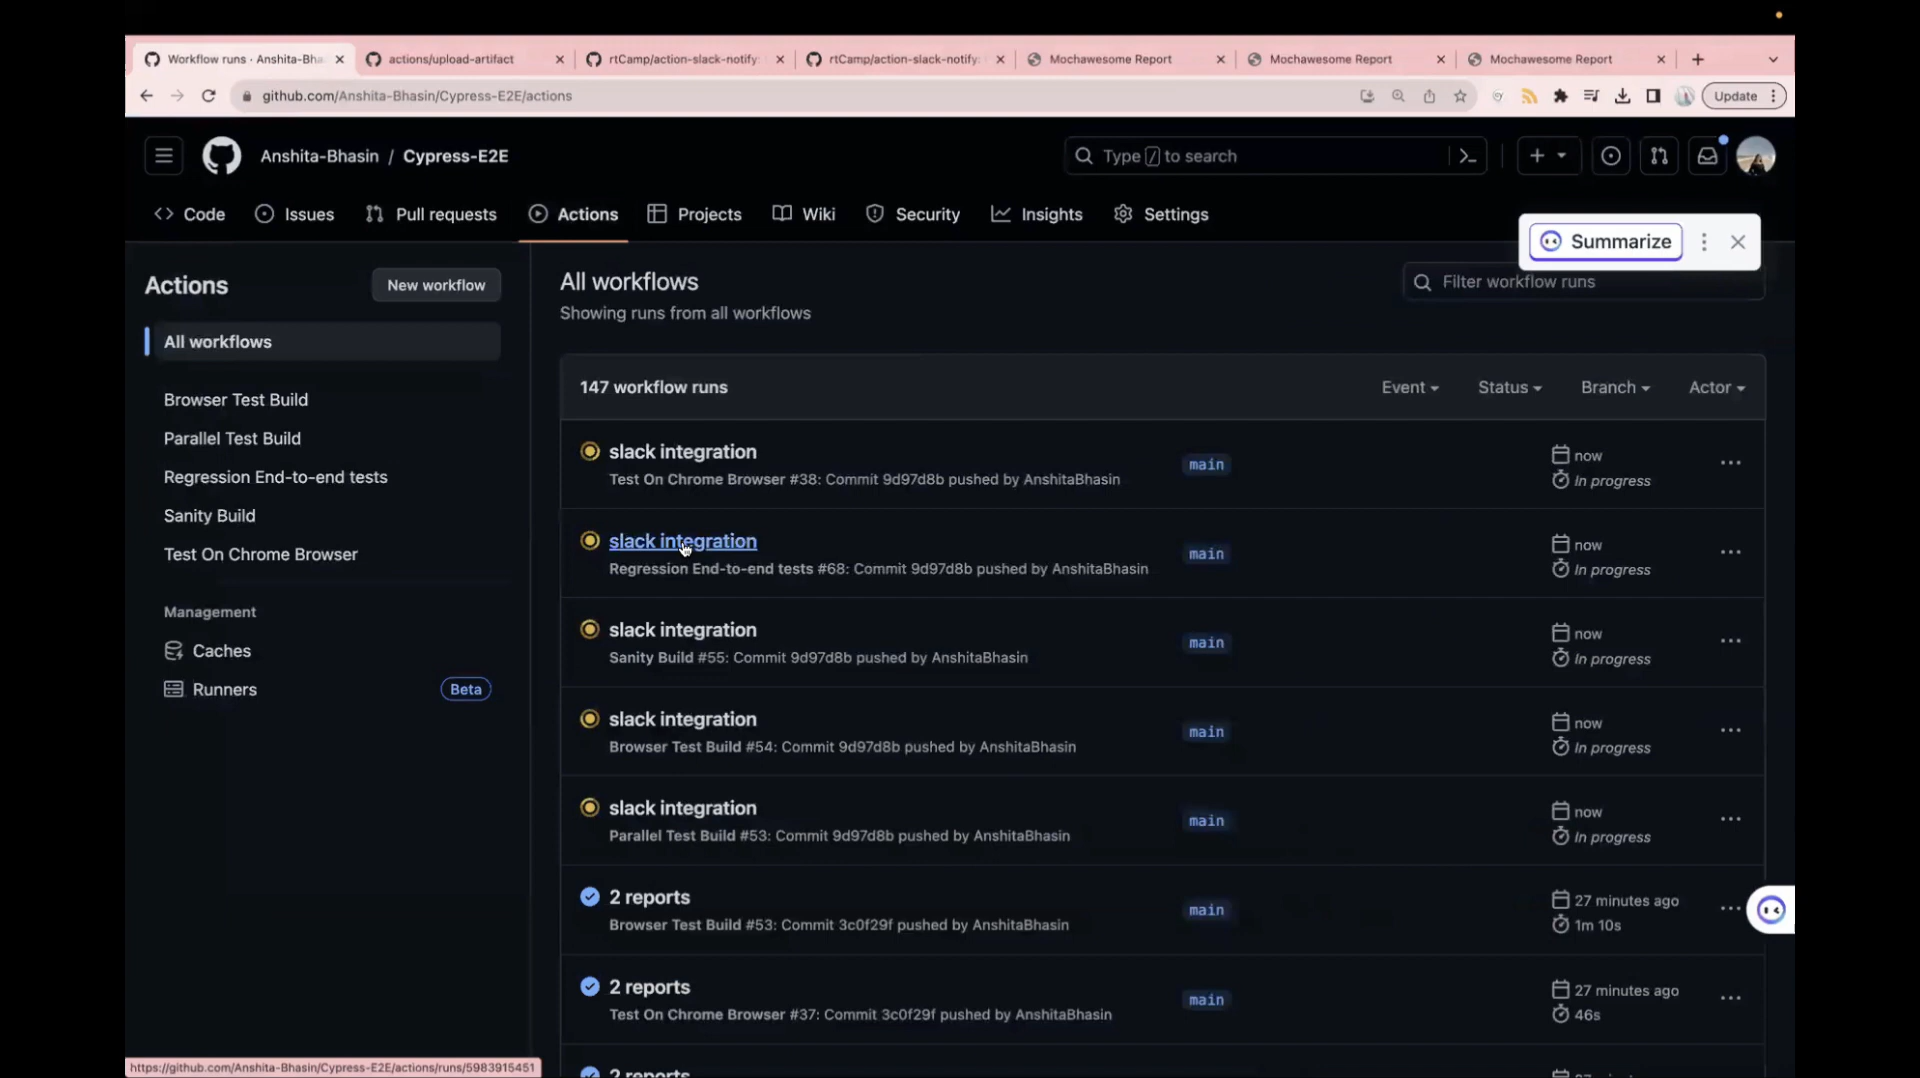 Workflow runs · Anshita-Bha
actions/upload-artifact
rtCamp/action-slack-notify:
rtCamp/action-slack-notify:
Mochawesome Report
Mochawesome Report
Mochawesome Report
github.com/Anshita-Bhasin/Cypress-E2E/actions
Update
Anshita-Bhasin / Cypress-E2E
Type / to search
Code
Issues
Pull requests
Actions
Projects
Wiki
Security
Insights
Settings
Summarize
Actions
New workflow
All workflows
Browser Test Build
Parallel Test Build
Regression End-to-end tests
Sanity Build
Test On Chrome Browser
Management
Caches
Runners
Beta
All workflows
Showing runs from all workflows
Filter workflow runs
147 workflow runs
Event
Status
Branch
Actor
slack integration
Test On Chrome Browser #38: Commit 9d97d8b pushed by AnshitaBhasin
main
now
In progress
slack integration
Regression End-to-end tests #68: Commit 9d97d8b pushed by AnshitaBhasin
main
now
In progress
slack integration
Sanity Build #55: Commit 9d97d8b pushed by AnshitaBhasin
main
now
In progress
slack integration
Browser Test Build #54: Commit 9d97d8b pushed by AnshitaBhasin
main
now
In progress
slack integration
Parallel Test Build #53: Commit 9d97d8b pushed by AnshitaBhasin
main
now
In progress
2 reports
Browser Test Build #53: Commit 3c0f29f pushed by AnshitaBhasin
main
27 minutes ago
1m 10s
2 reports
Test On Chrome Browser #37: Commit 3c0f29f pushed by AnshitaBhasin
main
27 minutes ago
46s
2 reports
https://github.com/Anshita-Bhasin/Cypress-E2E/actions/runs/5983915451